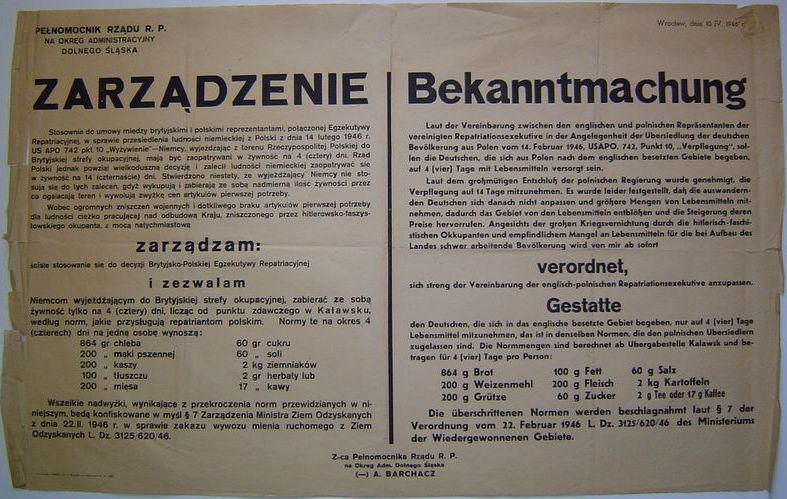 PEŁNOMOCNIK RZĄDU R. P.
NA OKRĘG ADMINISTRACYJNY
DOLNEGO ŚLĄSKA
Wrocław, dnia 10. IV. 1946 r.
ZARZĄDZENIE
Stosownie do umowy między brytyjskimi i polskimi reprezentantami, połączonej Egzekutywy
Repatriacyjnej, w sprawie przesiedlenia ludności niemieckiej z Polski z dnia 14 lutego 1946 r.
US APO 742 pkt 10 „Wyżywienie"—Niemcy, wyjeżdżając z terenu Rzeczypospolitej Polskiej do
Brytyjskiej strefy okupacyjnej, mają być zaopatrywani w żywność na 4 (cztery) dni. Rząd
Polski jednak powziął wielkoduszną decyzję i zalecił ludności niemieckiej zaopatrywać się
w żywność na 14 (czternaście) dni. Stwierdzono niestety, że wyjeżdżający Niemcy nie sto-
sują się do tych zaleceń, gdyż wykupują i zabierają ze sobą nadmierną ilość żywności przez
co ogałacają teren i wywołują zwyżkę cen artykułów pierwszej potrzeby.
Wobec ogromnych zniszczeń wojennych i dotkliwego braku artykułów pierwszej potrzeby
dla ludności ciężko pracującej nad odbudową Kraju, zniszczonego przez hitlerowsko-faszys-
towskiego okupanta, z mocą natychmiastową
zarządzam:
ściśle stosowanie się do decyzji Brytyjsko-Polskiej Egzekutywy Repatriacyjnej
i zezwalam
Niemcom wyjeżdżającym do Brytyjskiej strefy okupacyjnej, zabierać ze sobą
żywność tylko na 4 (cztery) dni, licząc od punktu zdawczego w Kaławsku,
według norm, jakie przysługują repatriantom polskim. Normy te na okres 4
(czterech) dni na jedną osobę wynoszą:
864 gr chleba 60 gr cukru
200 „ mąki pszennej 60 „ soli
200 „ kaszy 2 kg ziemniaków
100 „ tłuszczu 2 gr herbaty lub
200 „ mięsa 17 „ kawy
Wszelkie nadwyżki, wynikające z przekroczenia norm przewidzianych w ni-
niejszym, będą konfiskowane w myśl § 7 Zarządzenia Ministra Ziem Odzyskanych
z dnia 22.II. 1946 r. w sprawie zakazu wywozu mienia ruchomego z Ziem
Odzyskanych L. Dz. 3125/620/46.
Bekanntmachung
Laut der Vereinbarung zwischen den englischen und polnischen Repräsentanten der
vereinigten Repatriationsexekutive in der Angelegenheit der Übersiedlung der deutschen
Bevölkerung aus Polen vom 14. Februar 1946, USAPO. 742. Punkt 10, „Verpflegung", sol-
len die Deutschen, die sich aus Polen nach dem englischen besetzten Gebiete begeben,
auf 4 (vier) Tage mit Lebensmitteln versorgt sein.
Laut dem großmütigen Entschluß der polnischen Regierung wurde genehmigt, die
Verpflegung auf 14 Tage mitzunehmen. Es wurde leider festgestellt, daß die auswandern-
den Deutschen sich danach nicht anpassen und größere Mengen von Lebensmitteln mit-
nehmen, dadurch das Gebiet von den Lebensmitteln entblößen und die Steigerung deren
Preise hervorrufen. Angesichts der großen Kriegsvernichtung durch die hitlerisch-faschi-
stischen Okkupanten und empfindlichem Mangel an Lebensmitteln für die bei Aufbau des
Landes schwer arbeitende Bevölkerung wird von mir ab sofort
verordnet,
sich streng der Vereinbarung der englisch-polnischen Repatriationsexekutive anzupassen.
Gestatte
den Deutschen, die sich in das englische besetzte Gebiet begeben, nur auf 4 (vier) Tage
Lebensmittel mitzunehmen, das ist in denselben Normen, die den polnischen Übersiedlern
zugelassen sind. Die Normmengen sind berechnet ab Übergabestelle Kalawsk und be-
tragen für 4 (vier) Tage pro Person:
864 g Brot 100 g Fett 60 g Salz
200 g Weizenmehl 200 g Fleisch 2 kg Kartoffeln
200 g Grütze 60 g Zucker 2 g Tee oder 17 g Kaffee
Die überschrittenen Normen werden beschlagnahmt laut § 7 der
Verordnung vom 22. Februar 1946 L. Dz. 3125/620/46 des Ministeriums
der Wiedergewonnenen Gebiete.
Z-ca Pełnomocnika Rządu R. P.
na Okręg Adm. Dolnego Śląska
(—) A. BARCHACZ